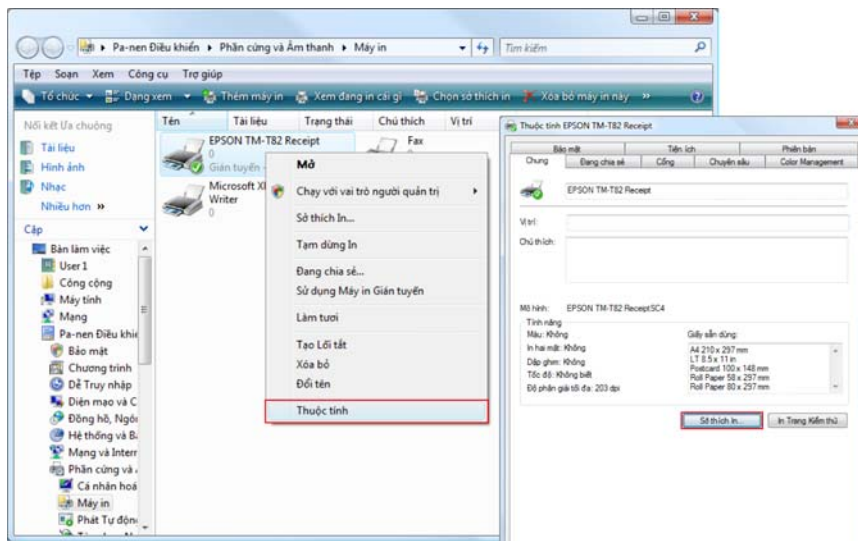 Pa-nen Điều khiển ▸ Phần cứng và Âm thanh ▸ Máy in
Tìm kiếm
Tệp Soạn Xem Công cụ Trợ giúp
Tổ chức Dạng xem Thêm máy in Xem đang in cái gì Chọn sở thích in Xóa bỏ máy in này »
Nối kết Ưa chuộng
Tài liệu
Hình ảnh
Nhạc
Nhiều hơn »
Cặp
Bàn làm việc
User1
Công cộng
Máy tính
Mạng
Pa-nen Điều khiể
Bảo mật
Chương trình
Dễ Truy nhập
Diện mạo và C
Đồng hồ, Ngôn
Hệ thống và B
Mạng và Intern
Phần cứng và
Cá nhân hoá
Máy in
Phát Tự độn
Tên Tài liệu Trạng thái Chú thích Vị trí
EPSON TM-T82 Receipt
0
Gián tuyến
Fax
Microsoft X
Writer
0
Mở
Chạy với vai trò người quản trị
Sở thích In...
Tạm dừng In
Đang chia sẻ...
Sử dụng Máy in Gián tuyến
Làm tươi
Tạo Lối tắt
Xóa bỏ
Đổi tên
Thuộc tính
Thuộc tính EPSON TM-T82 Receipt
Bảo mật Tiện ích Phiên bản
Chung Đang chia sẻ Cổng Chuyên sâu Color Management
EPSON TM-T82 Receipt
Vị trí:
Chú thích:
Mô hình: EPSON TM-T82 ReceiptSC4
Tính năng
Màu: Không
In hai mặt: Không
Dập ghim: Không
Tốc độ: Không biết
Độ phân giải tối đa: 203 dpi
Giấy sẵn dùng:
A4 210 x 297 mm
LT 8.5 x 11 in
Postcard 100 x 148 mm
Roll Paper 58 x 297 mm
Roll Paper 80 x 297 mm
Sở thích In...
In Trang Kiểm thử